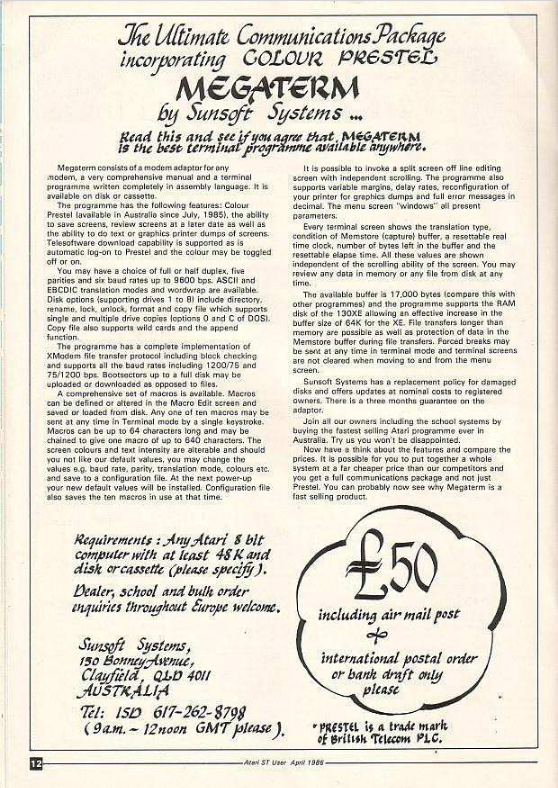 The Ultimate Communications Package
incorporating COLOUR PRESTEL
MEGATERM
by Sunsoft Systems ...
Read this and see if you agree that MEGATERM
is the best terminal programme available anywhere.
Megaterm consists of a modem adaptor for any
modem, a very comprehensive manual and a terminal
programme written completely in assembly language. It is
available on disk or cassette.
The programme has the following features: Colour
Prestel (available in Australia since July, 1985), the ability
to save screens, review screens at a later date as well as
the ability to do text or graphics printer dumps of screens.
Telesoftware download capability is supported as is
automatic log-on to Prestel and the colour may be toggled
off or on.
You may have a choice of full or half duplex, five
parities and six baud rates up to 9600 bps. ASCII and
EBCDIC translation modes and wordwrap are available.
Disk options (supporting drives 1 to 8) include directory,
rename, lock, unlock, format and copy file which supports
single and multiple drive copies (options 0 and C of DOS).
Copy file also supports wild cards and the append
function.
The programme has a complete implementation of
XModem file transfer protocol including block checking
and supports all the baud rates including 1200/75 and
75/1200 bps. Bootsectors up to a full disk may be
uploaded or downloaded as opposed to files.
A comprehensive set of macros is available. Macros
can be defined or altered in the Macro Edit screen and
saved or loaded from disk. Any one of ten macros may be
sent at any time in Terminal mode by a single keystroke.
Macros can be up to 64 characters long and may be
chained to give one macro of up to 640 characters. The
screen colours and text intensity are alterable and should
you not like our default values, you may change the
values e.g. baud rate, parity, translation mode, colours etc.
and save to a configuration file. At the next power-up
your new default values will be installed. Configuration file
also saves the ten macros in use at that time.
It is possible to invoke a split screen off line editing
screen with independent scrolling. The programme also
supports variable margins, delay rates, reconfiguration of
your printer for graphics dumps and full error messages in
decimal. The menu screen "windows" all present
parameters.
Every terminal screen shows the translation type,
condition of Memstore (capture) buffer, a resettable real
time clock, number of bytes left in the buffer and the
resettable elapse time. All these values are shown
independent of the scrolling ability of the screen. You may
review any data in memory or any file from disk at any
time.
The available buffer is 17,000 bytes (compare this with
other programmes) and the programme supports the RAM
disk of the 130XE allowing an effective increase in the
buffer size of 64K for the XE. File transfers longer than
memory are possible as well as protection of data in the
Memstore buffer during file transfers. Forced breaks may
be sent at any time in terminal mode and terminal screens
are not cleared when moving to and from the menu
screen.
Sunsoft Systems has a replacement policy for damaged
disks and offers updates at nominal costs to registered
owners. There is a three months guarantee on the
adaptor.
Join all our owners including the school systems by
buying the fastest selling Atari programme ever in
Australia. Try us you won't be disappointed.
Now have a think about the features and compare the
prices. It is possible for you to put together a whole
system at a far cheaper price than our competitors and
you get a full communications package and not just
Prestel. You can probably now see why Megaterm is a
fast selling product.
Requirements: Any Atari 8 bit
computer with at least 48K and
disk or cassette (please specify).
Dealer, school and bulk order
enquiries throughout Europe welcome.
Sunsoft Systems,
130 Bonney Avenue,
Clayfield, QLD 4011
AUSTRALIA
Tel: ISD 617-262-8798
(9am. - 12noon GMT please).
£50
including air mail post
international postal order
or bank draft only
please
* PRESTEL is a trade mark
of British Telecom PLC.
12
Atari ST User April 1986